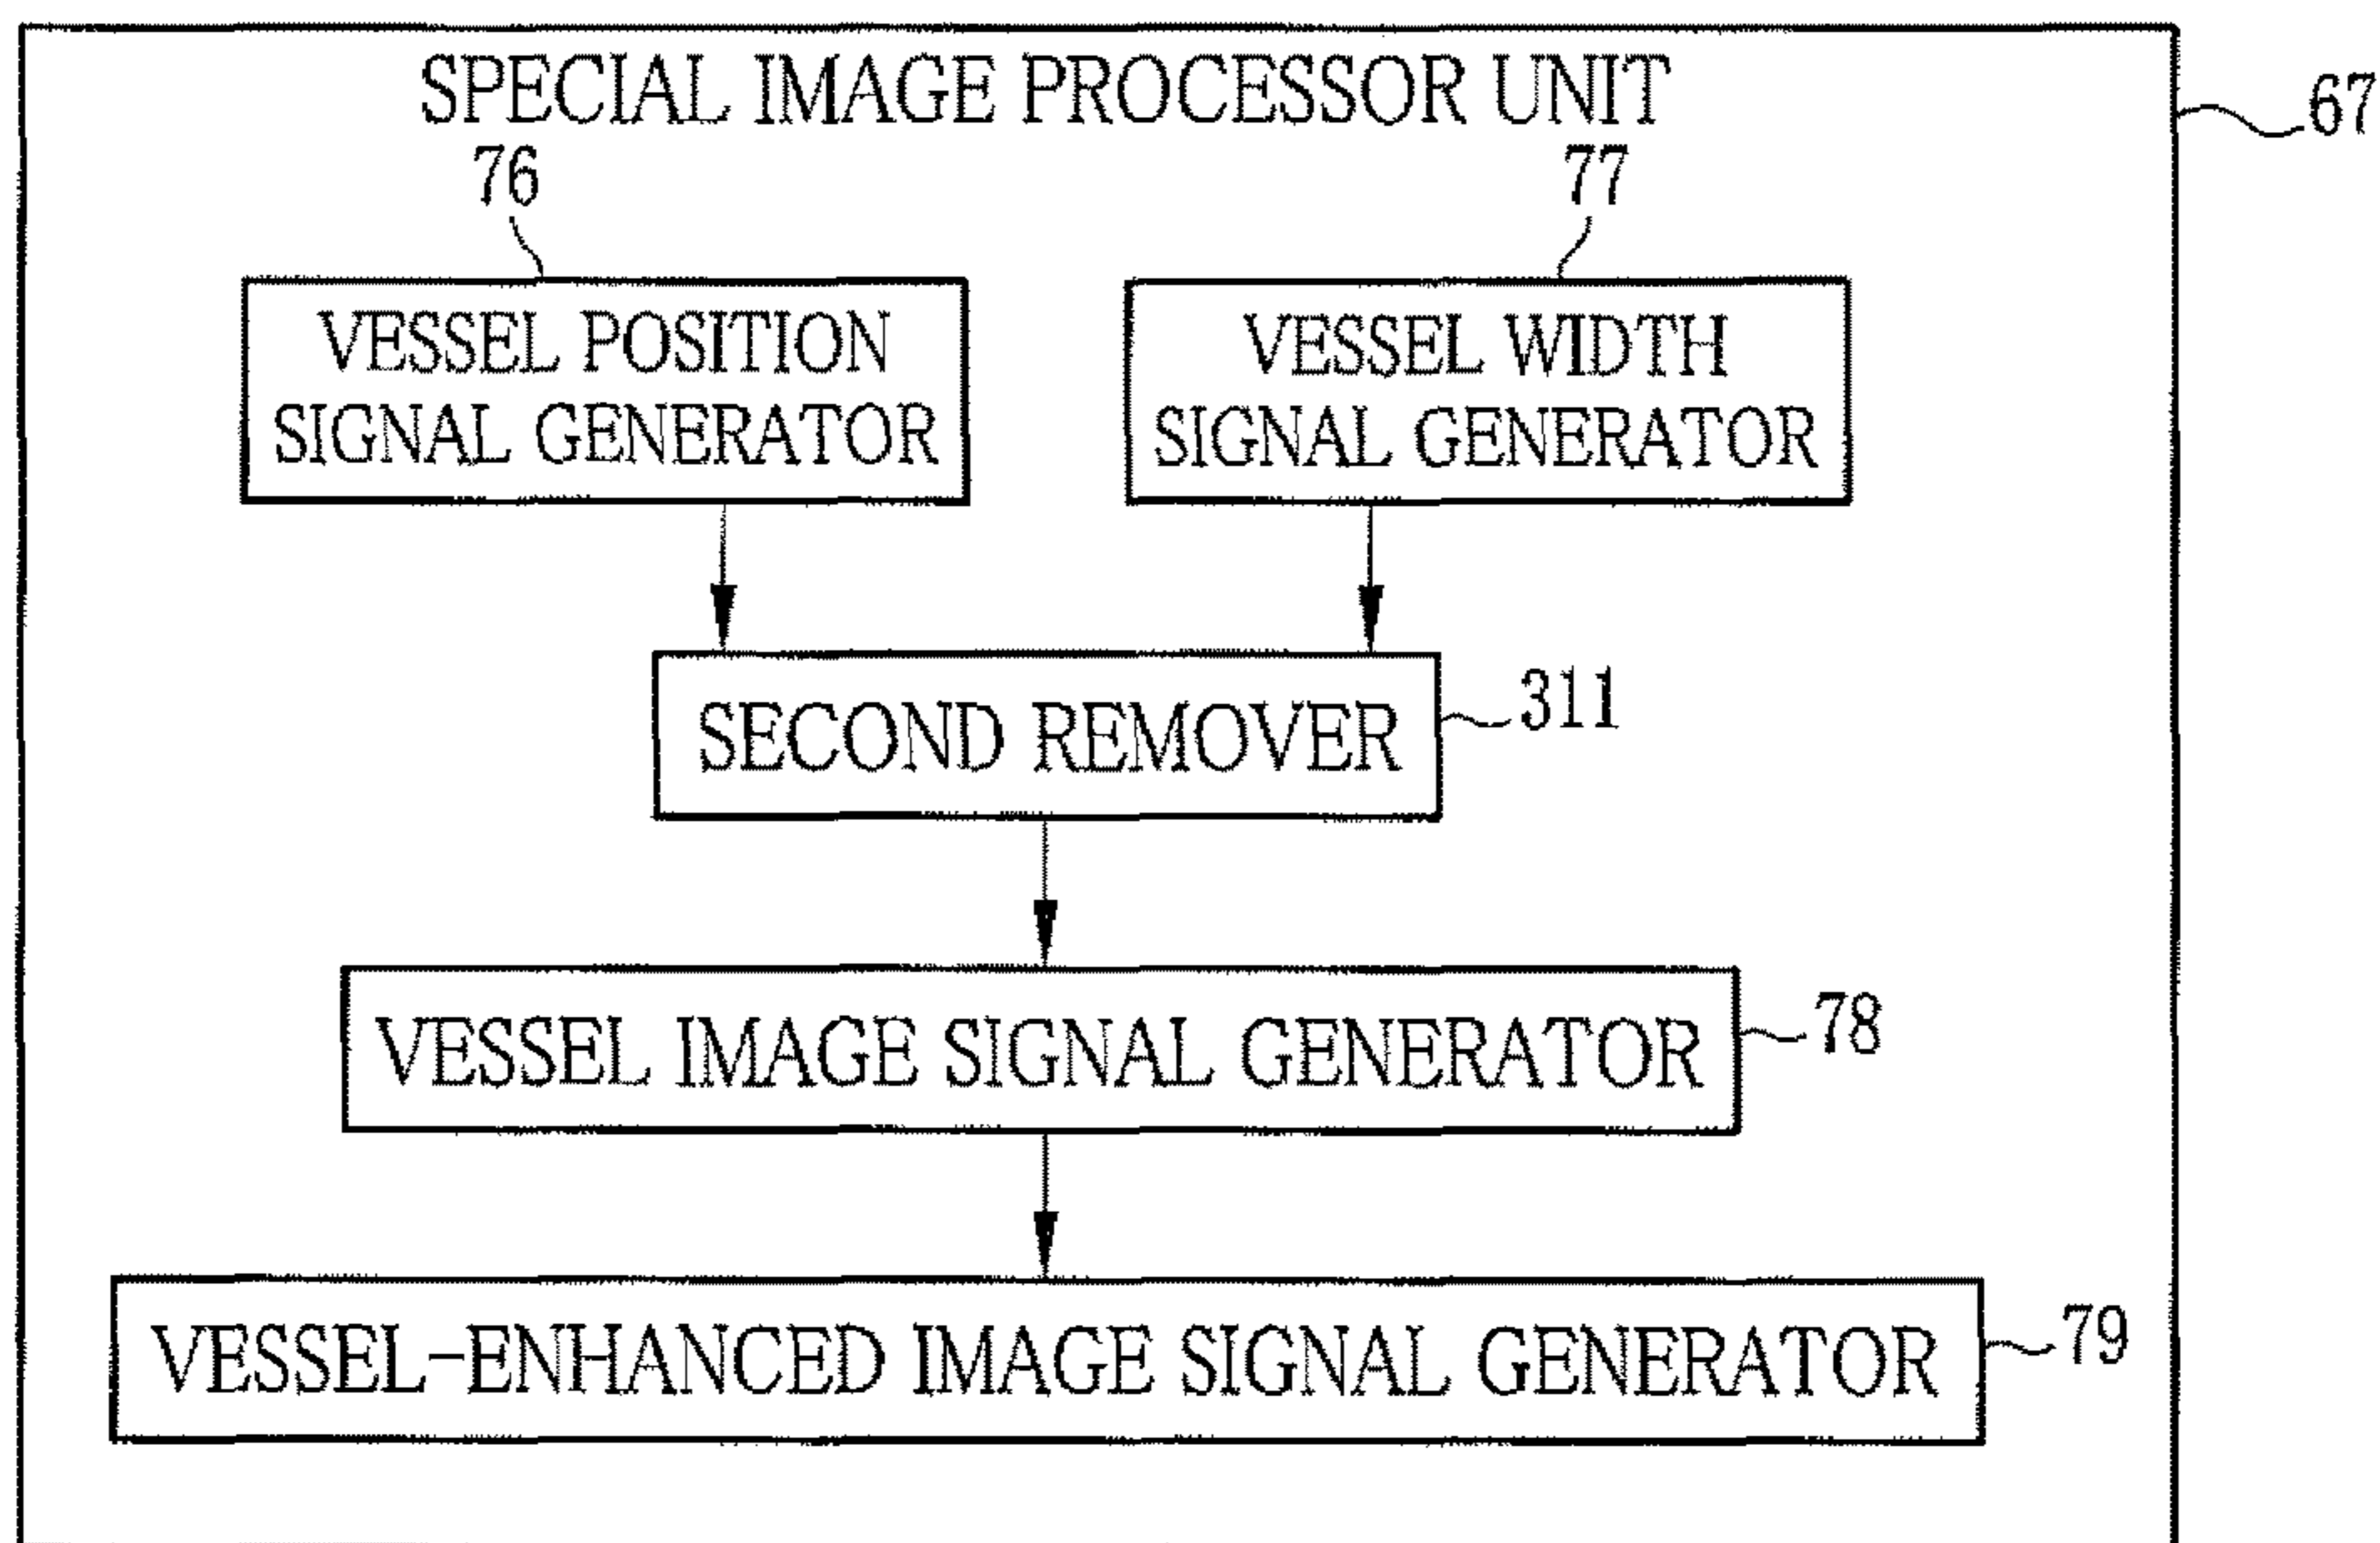 SPECIAL IMAGE PROCESSOR UNIT
67
76
77
VESSEL POSITION
SIGNAL GENERATOR
VESSEL WIDTH
SIGNAL GENERATOR
SECOND REMOVER
311
VESSEL IMAGE SIGNAL GENERATOR
78
VESSEL-ENHANCED IMAGE SIGNAL GENERATOR
79